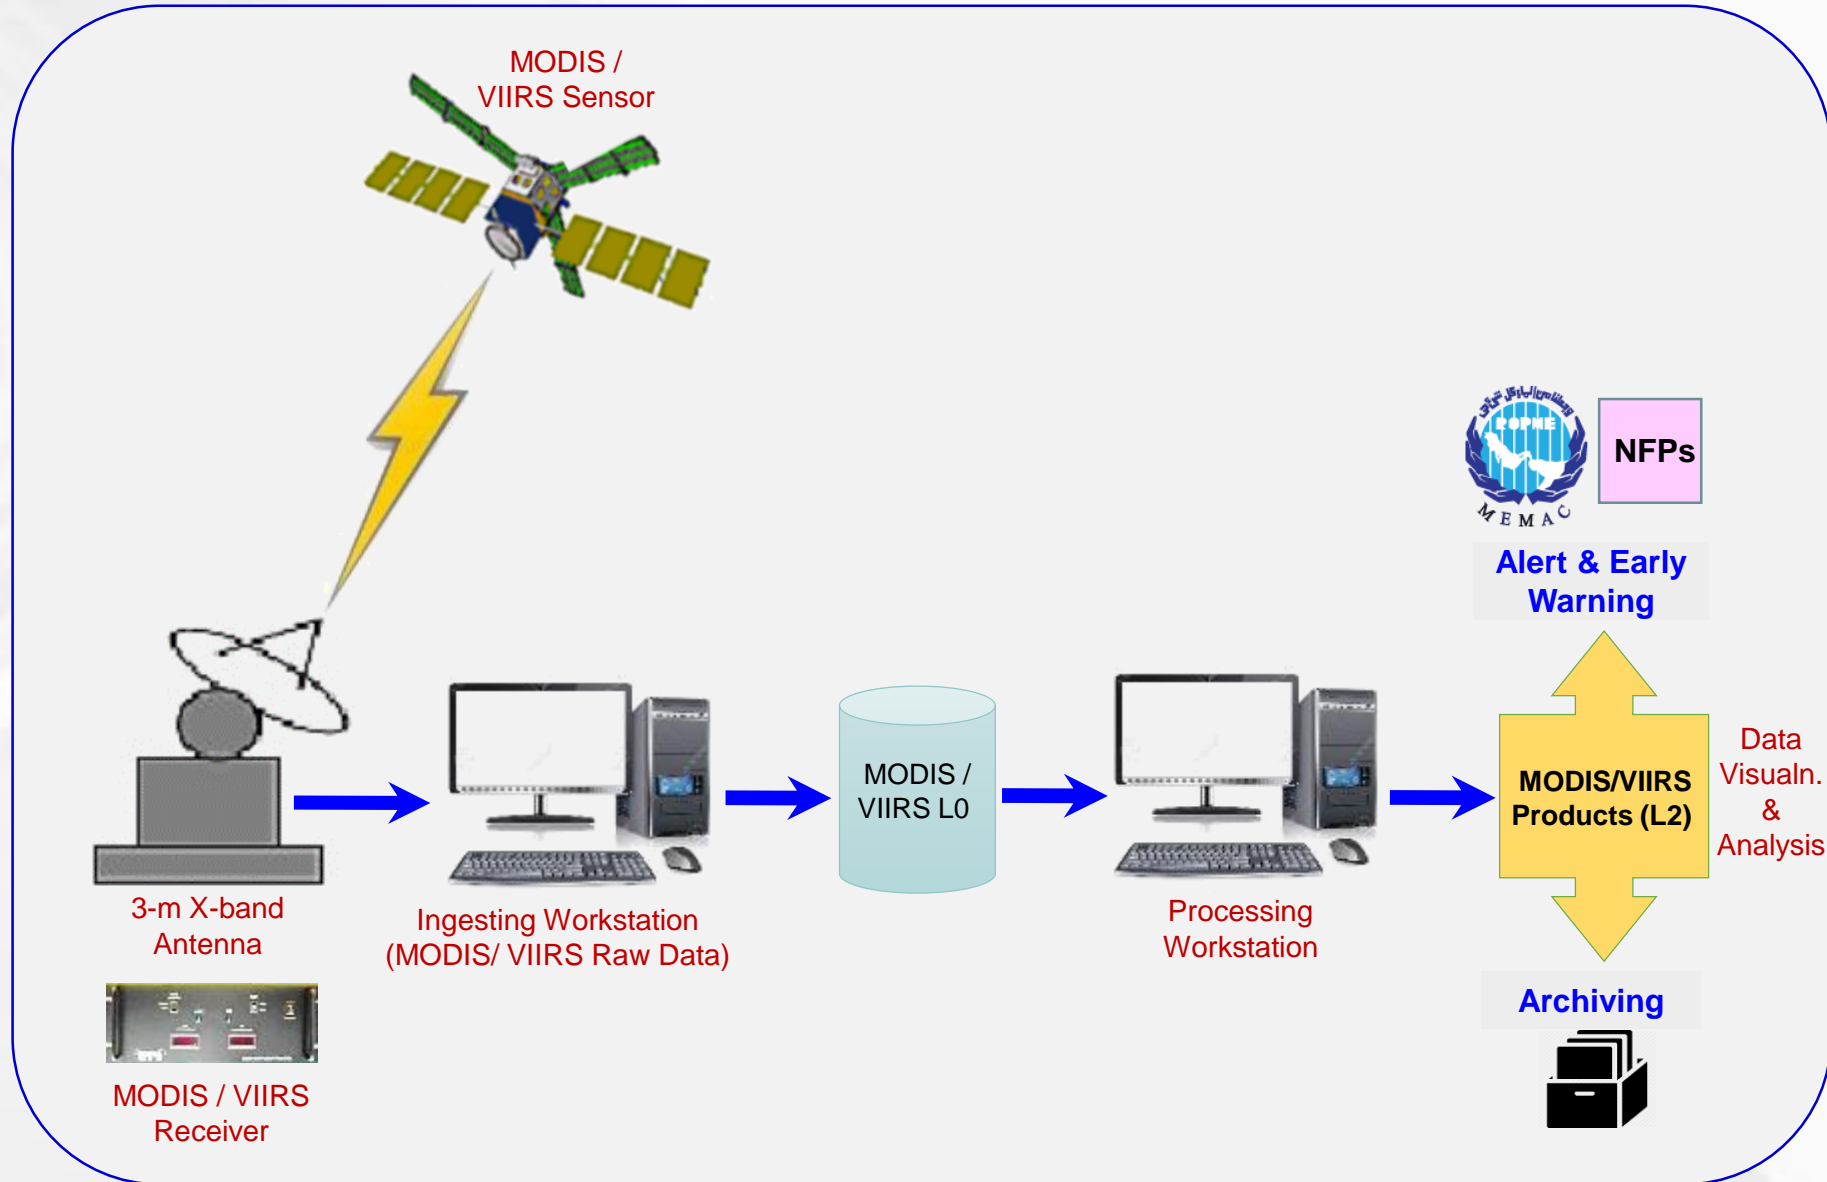 MODIS /
VIIRS Sensor
ROPME
MEMAC
NFPs
Alert & Early
Warning
MODIS /
VIIRS L0
MODIS/VIIRS
Products (L2)
Data
Visualn.
&
Analysis
3-m X-band
Antenna
Ingesting Workstation
(MODIS/ VIIRS Raw Data)
Processing
Workstation
Archiving
MODIS / VIIRS
Receiver